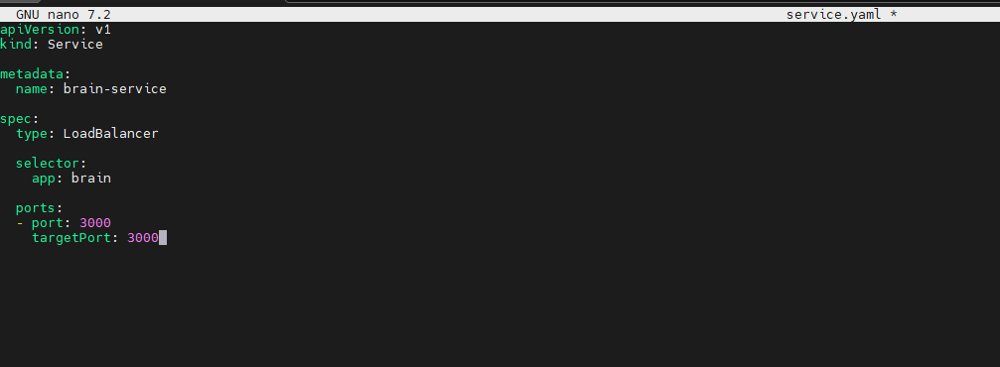 GNU nano 7.2 service.yaml *
apiVersion: v1
kind: Service
metadata:
name: brain-service
spec:
type: LoadBalancer
selector:
app: brain
ports:
- port: 3000
targetPort: 3000